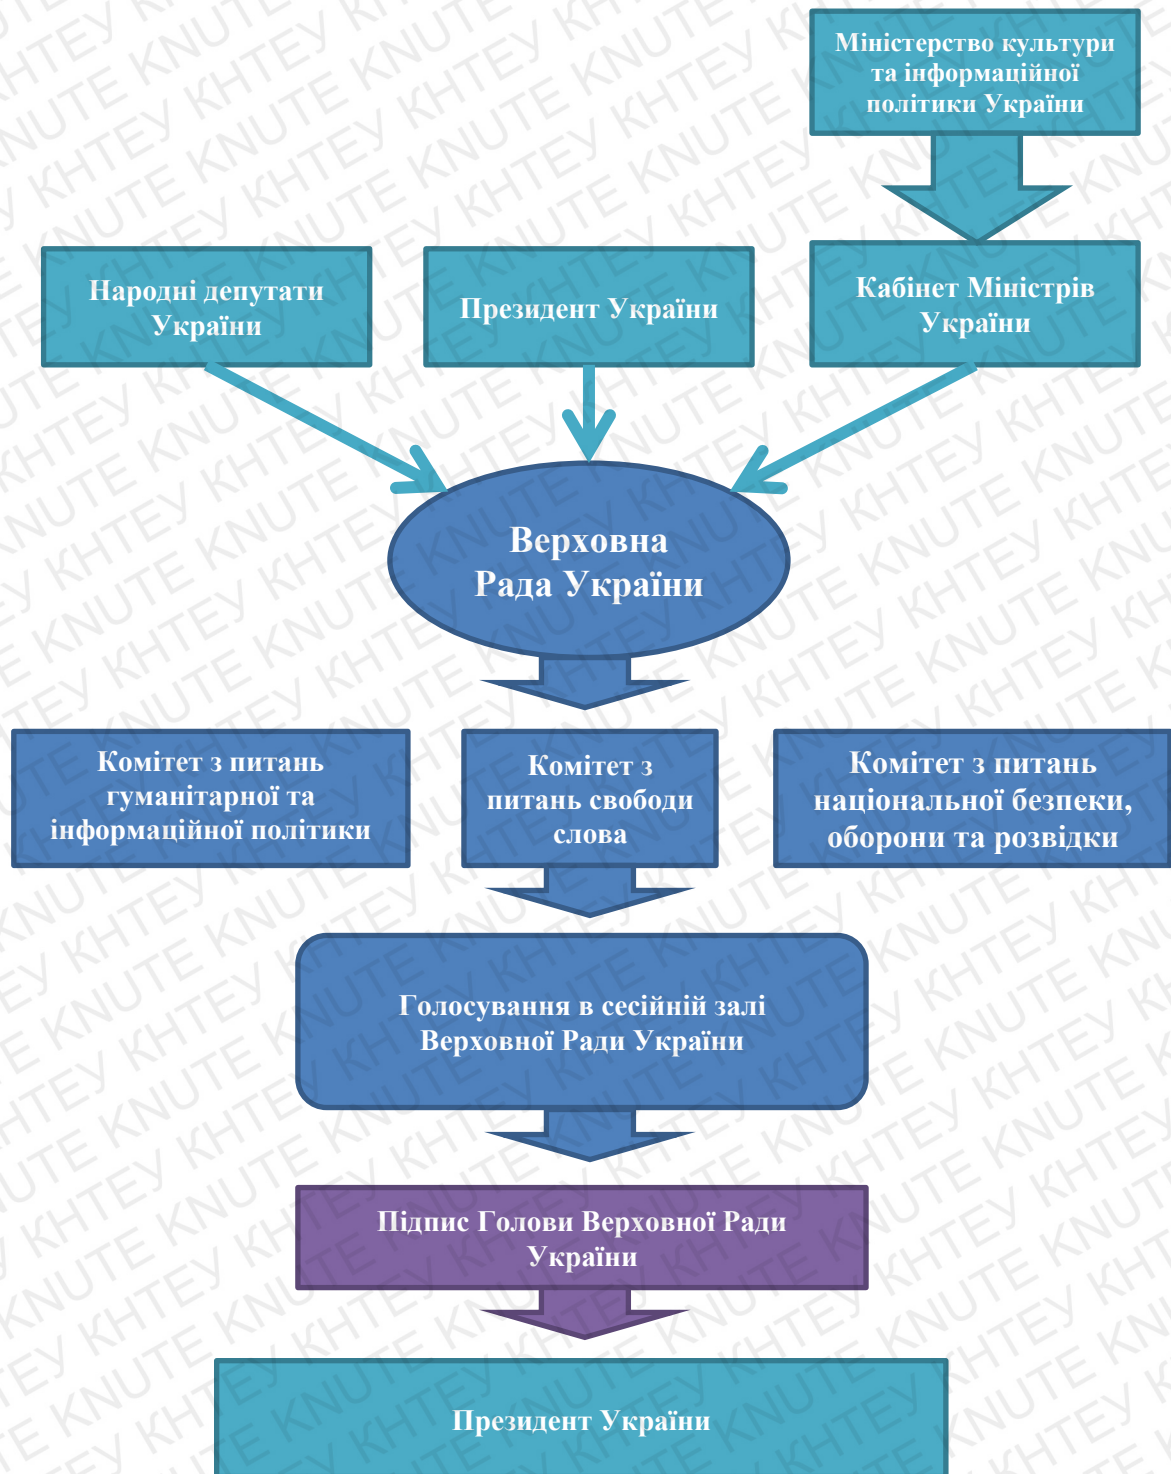 Міністерство культури
та інформаційної
політики України
Народні депутати
України
Президент України
Кабінет Міністрів
України
Верховна
Рада України
Комітет з питань
гуманітарної та
інформаційної політики
Комітет з
питань свободи
слова
Комітет з питань
національної безпеки,
оборони та розвідки
Голосування в сесійній залі
Верховної Ради України
Підпис Голови Верховної Ради
України
Президент України